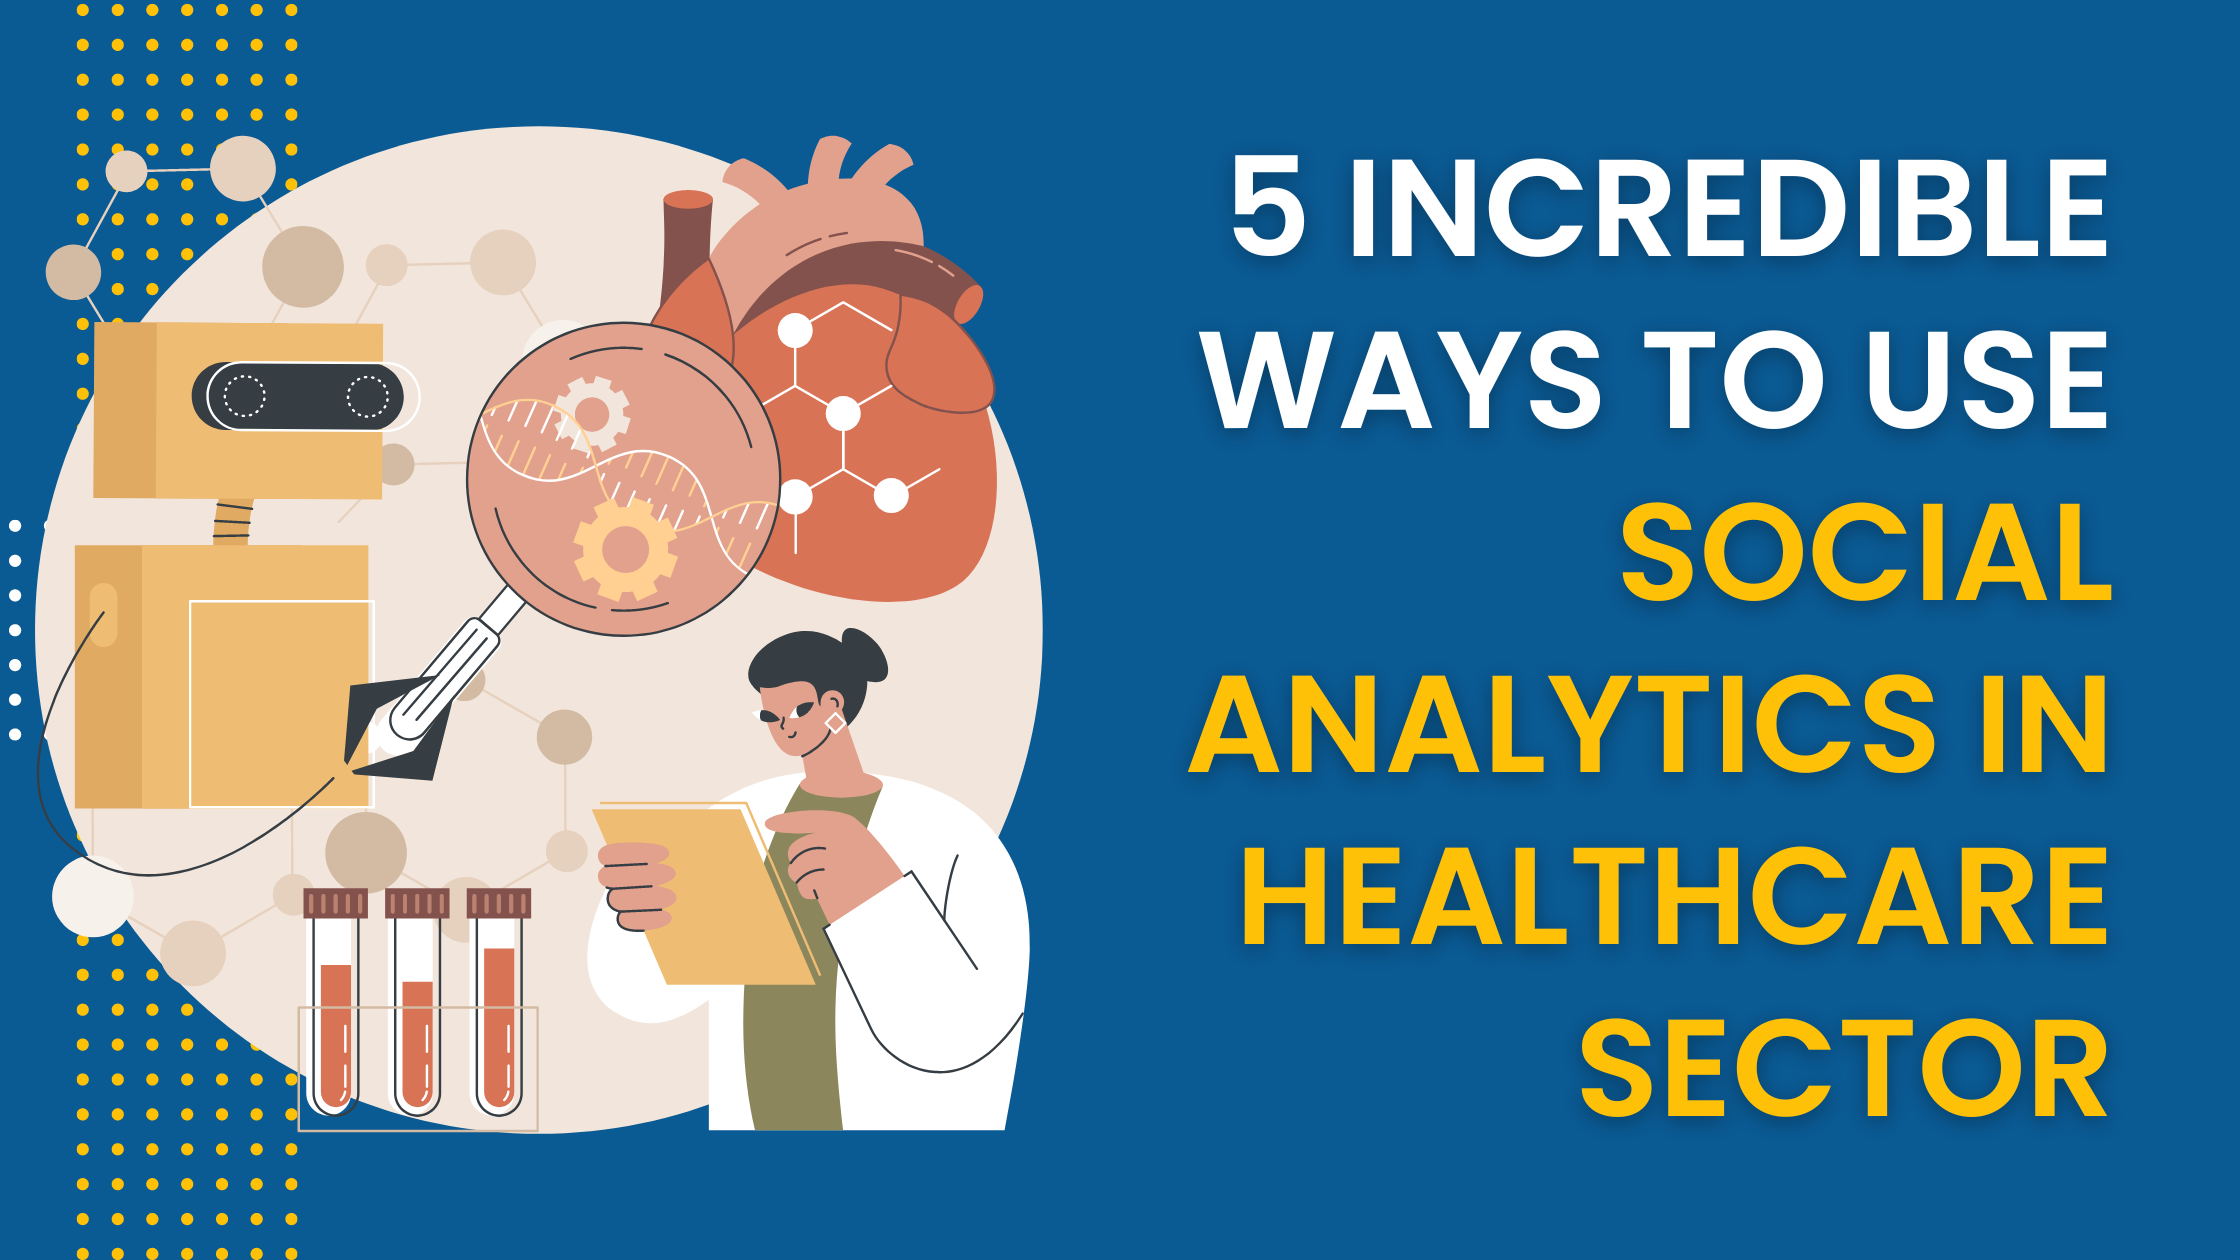 5 INCREDIBLE
WAYS TO USE
SOCIAL
ANALYTICS IN
HEALTHCARE
SECTOR